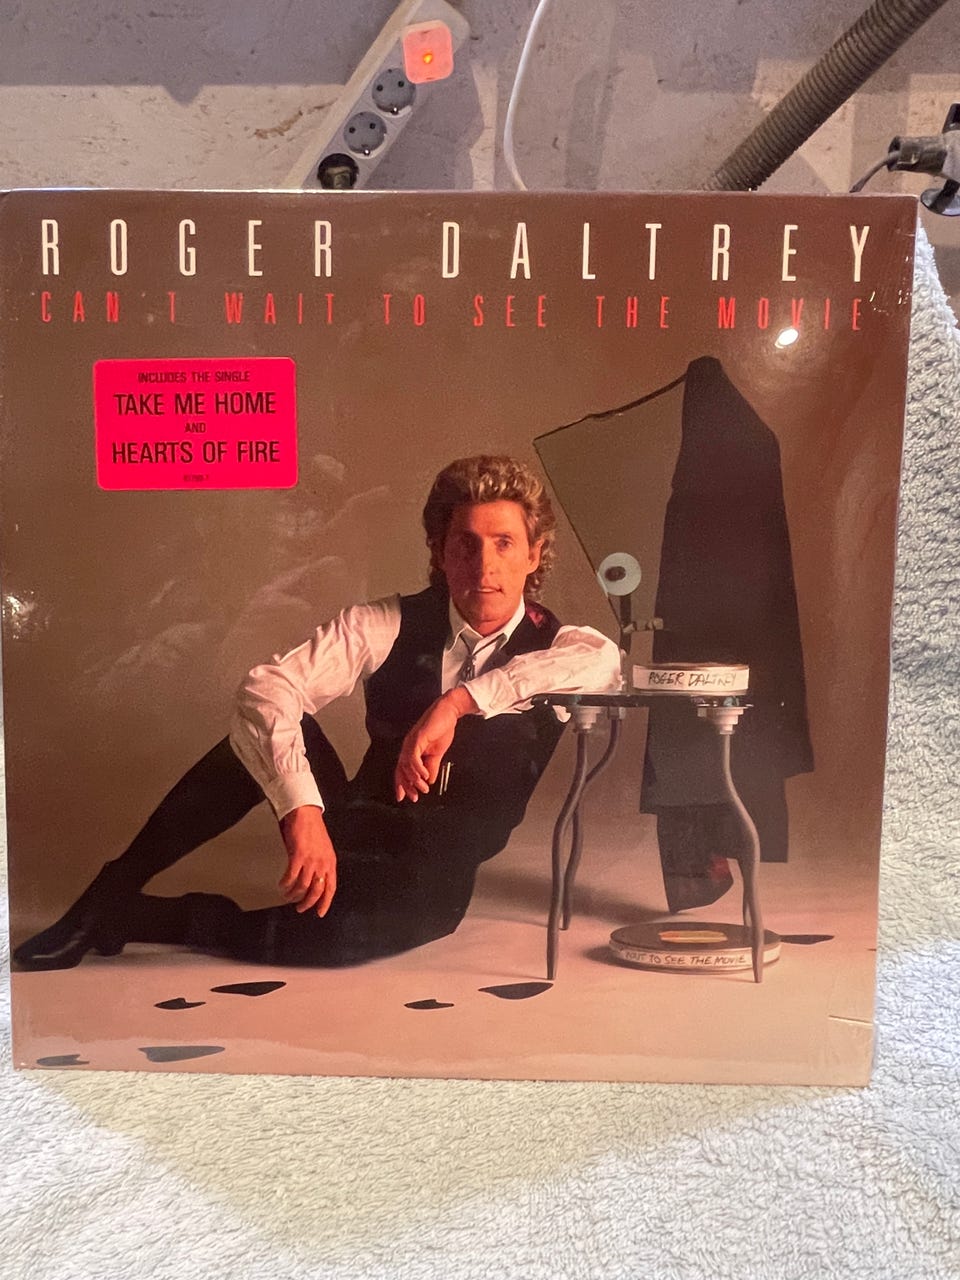 ROGER DALTREY
CAN'T WAIT TO SEE THE MOVIE
INCLUDES THE SINGLE
TAKE ME HOME
AND
HEARTS OF FIRE
ROGER DALTREY
WAIT TO SEE THE MOVIE